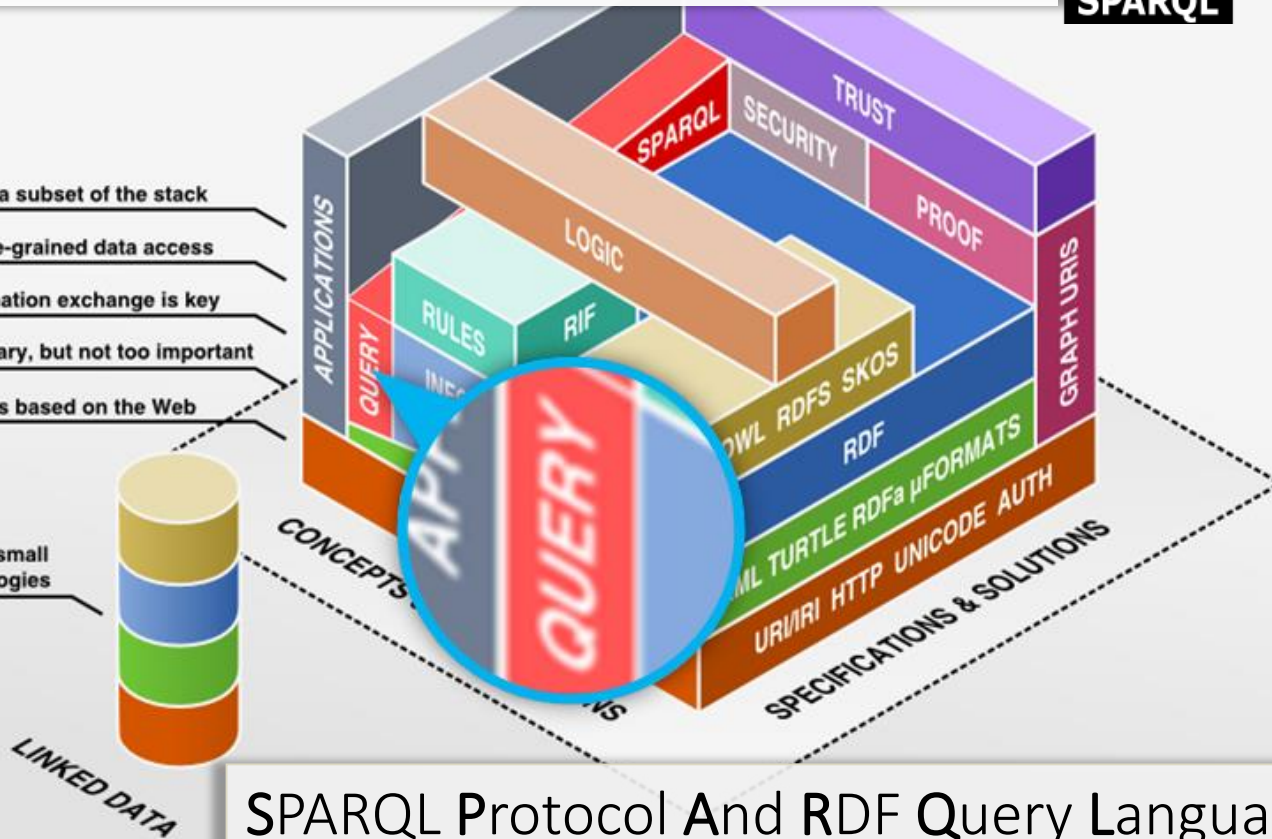 SPARQL
TRUST
SPARQL
SECURITY
PROOF
a subset of the stack
APPLICATIONS
LOGIC
GRAPH URIS
e-grained data access
ation exchange is key
RULES
RIF
ary, but not too important
QUERY
OWL RDFS SKOS
s based on the Web
RDF
QUERY
TURTLE RDFa µFORMATS
URI/IRI HTTP UNICODE AUTH
CONCEPTS
SPECIFICATIONS & SOLUTIONS
small
ogies
LINKED DATA
SPARQL Protocol And RDF Query Langua